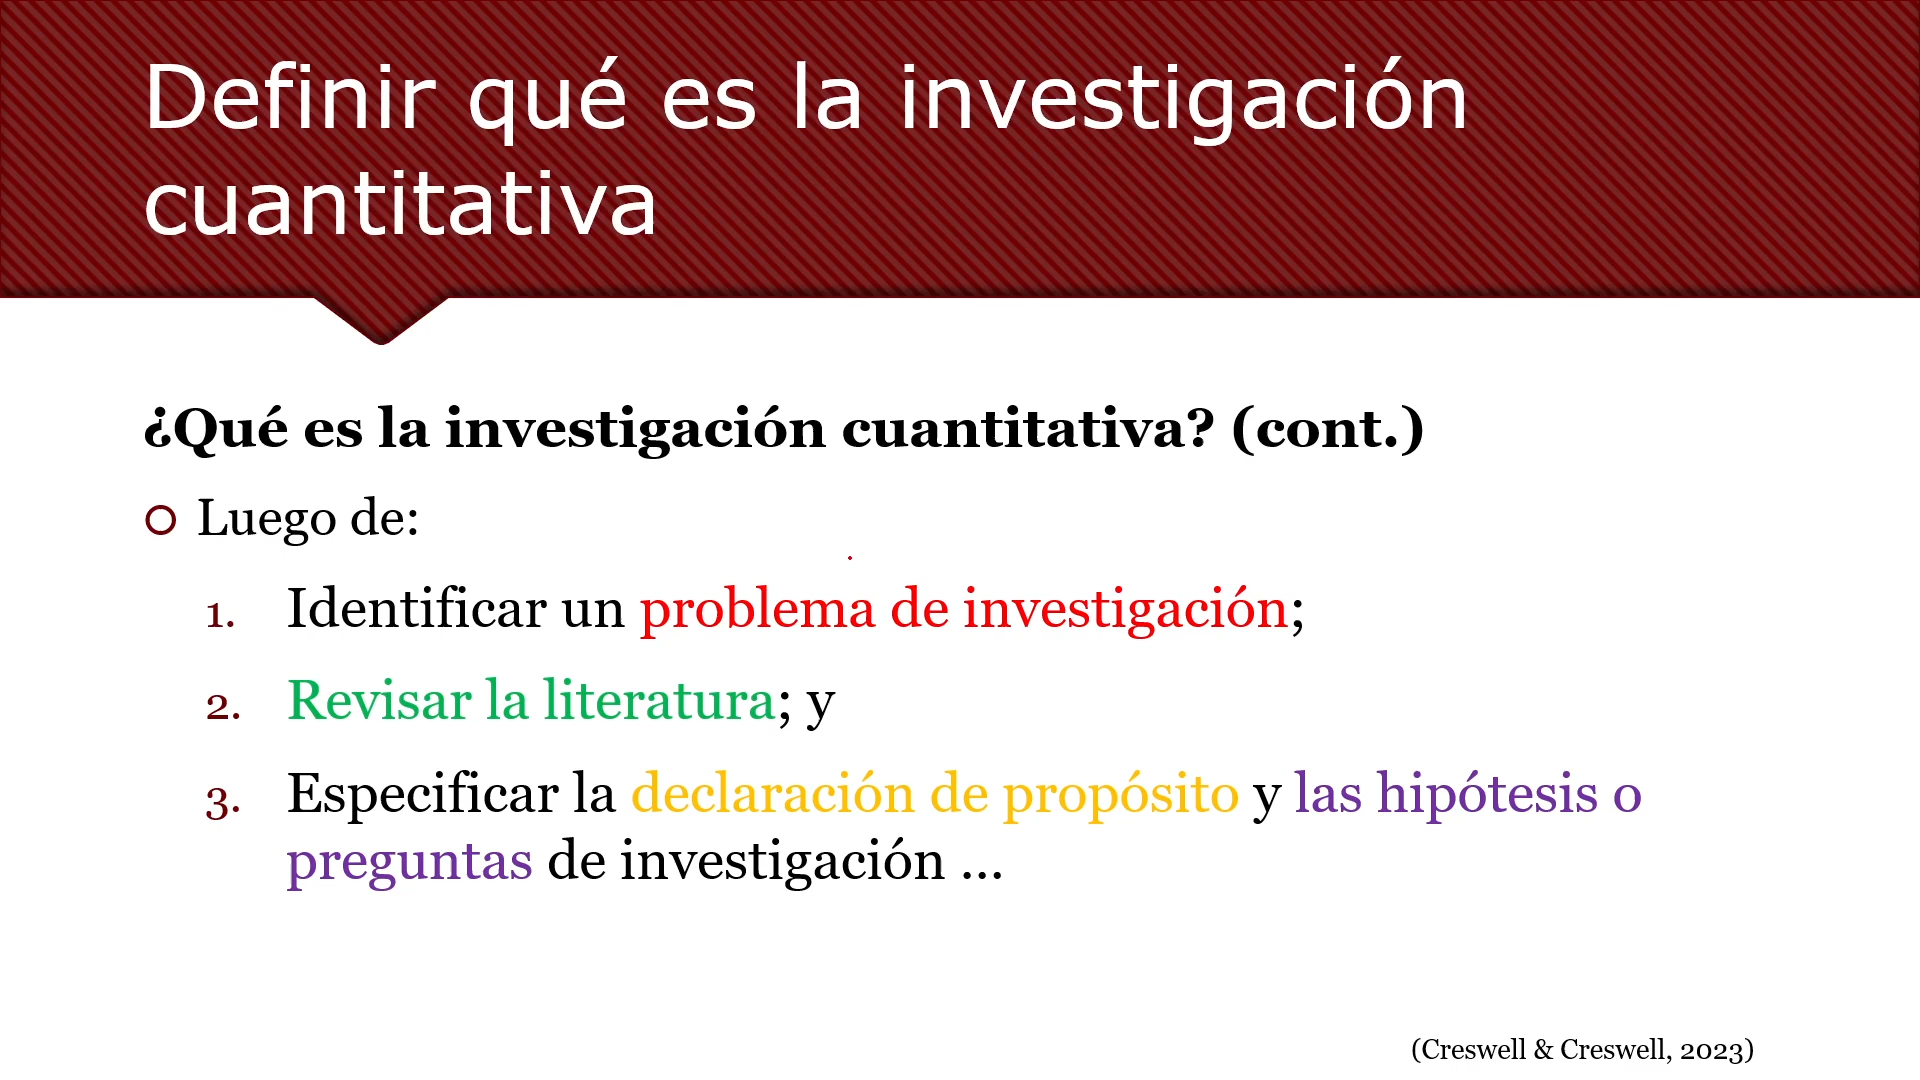 Definir qué es la investigación
cuantitativa
¿Qué es la investigación cuantitativa? (cont.)
Luego de:
1. Identificar un problema de investigación;
2. Revisar la literatura; y
3. Especificar la declaración de propósito y las hipótesis o
preguntas de investigación ...
(Creswell & Creswell, 2023)